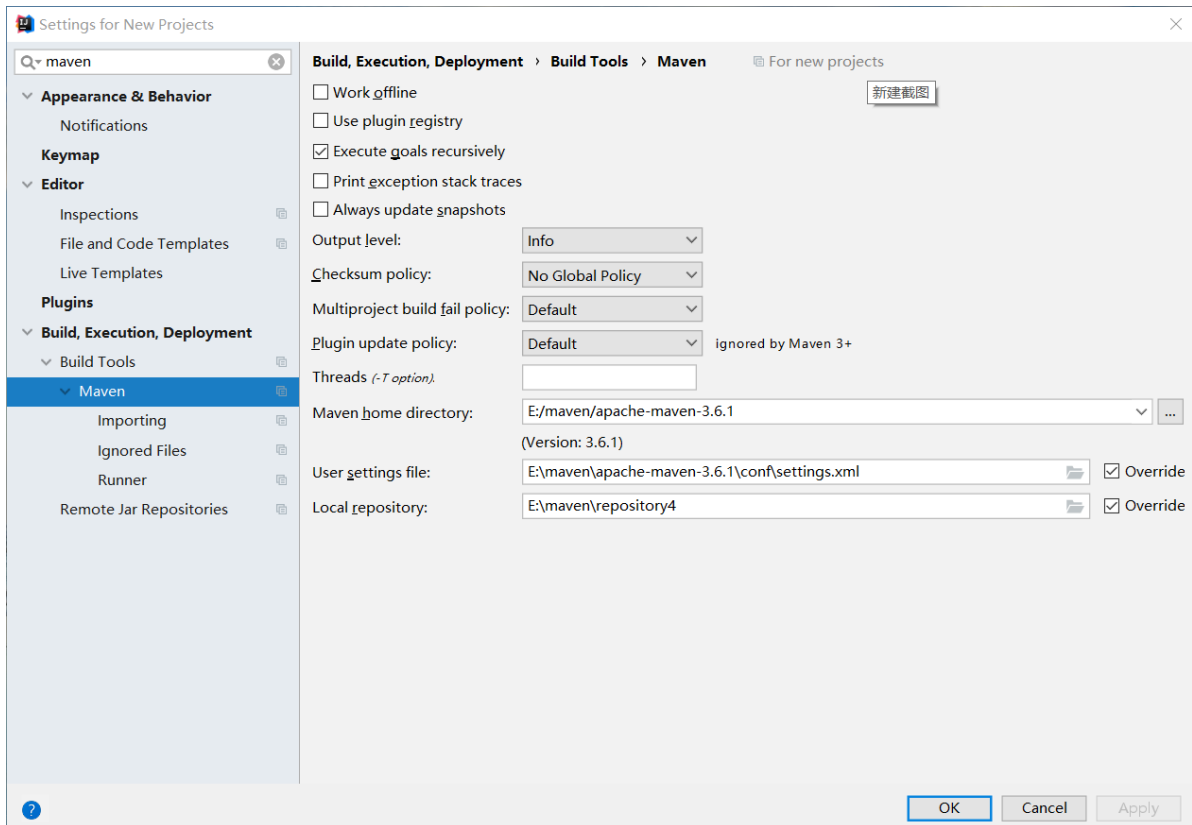 Settings for New Projects
maven
Appearance & Behavior
Notifications
Keymap
Editor
Inspections
File and Code Templates
Live Templates
Plugins
Build, Execution, Deployment
Build Tools
Maven
Importing
Ignored Files
Runner
Remote Jar Repositories
Build, Execution, Deployment › Build Tools › Maven For new projects
新建截图
Work offline
Use plugin registry
Execute goals recursively
Print exception stack traces
Always update snapshots
Output level: Info
Checksum policy: No Global Policy
Multiproject build fail policy: Default
Plugin update policy: Default ignored by Maven 3+
Threads (-T option).
Maven home directory: E:/maven/apache-maven-3.6.1 ...
(Version: 3.6.1)
User settings file: E:\maven\apache-maven-3.6.1\conf\settings.xml Override
Local repository: E:\maven\repository4 Override
? OK Cancel Apply